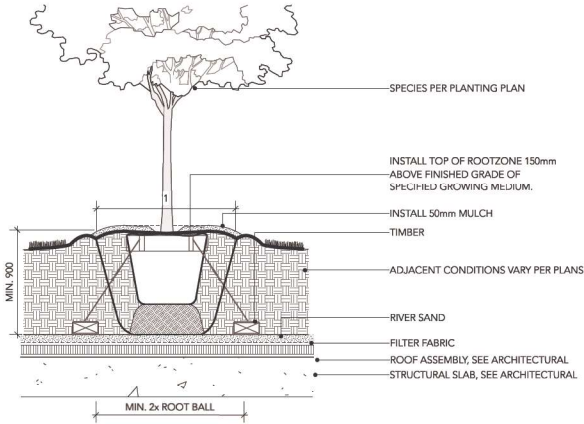 SPECIES PER PLANTING PLAN
INSTALL TOP OF ROOTZONE 150mm
ABOVE FINISHED GRADE OF
SPECIFIED GROWING MEDIUM.
1
INSTALL 50mm MULCH
TIMBER
MIN. 900
ADJACENT CONDITIONS VARY PER PLANS
RIVER SAND
FILTER FABRIC
ROOF ASSEMBLY, SEE ARCHITECTURAL
STRUCTURAL SLAB, SEE ARCHITECTURAL
MIN. 2x ROOT BALL